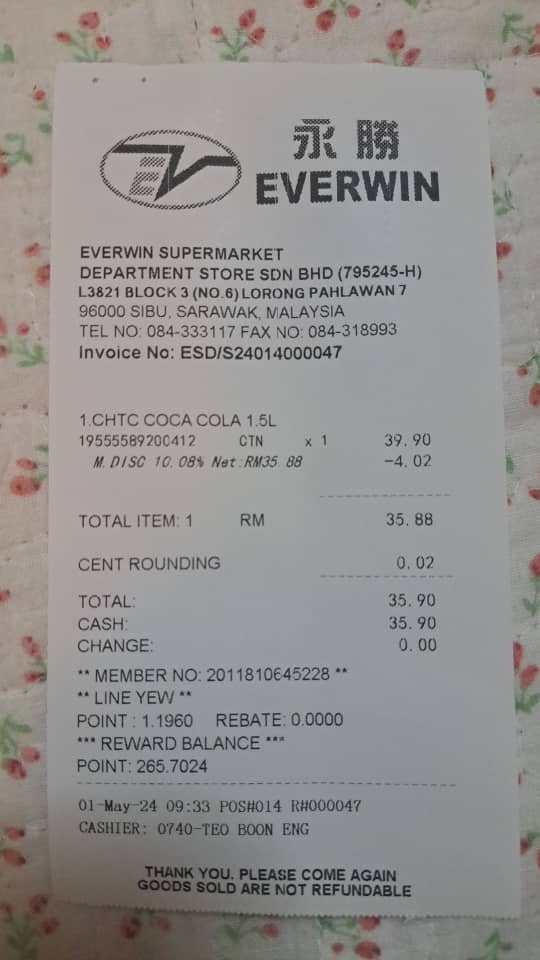 永勝
EV
EVERWIN
EVERWIN SUPERMARKET
DEPARTMENT STORE SDN BHD (795245-H)
L3821 BLOCK 3 (NO.6) LORONG PAHLAWAN 7
96000 SIBU, SARAWAK, MALAYSIA
TEL NO: 084-333117 FAX NO: 084-318993
Invoice No: ESD/S24014000047
1.CHTC COCA COLA 1.5L
19555589200412 CTN x 1 39.90
M.DISC 10.08% Net:RM35 88 -4.02
TOTAL ITEM: 1 RM 35.88
CENT ROUNDING 0.02
TOTAL: 35.90
CASH: 35.90
CHANGE: 0.00
** MEMBER NO: 2011810645228 **
** LINE YEW **
POINT : 1.1960 REBATE: 0.0000
*** REWARD BALANCE ***
POINT: 265.7024
01-May-24 09:33 POS#014 R#000047
CASHIER: 0740-TEO BOON ENG
THANK YOU. PLEASE COME AGAIN
GOODS SOLD ARE NOT REFUNDABLE